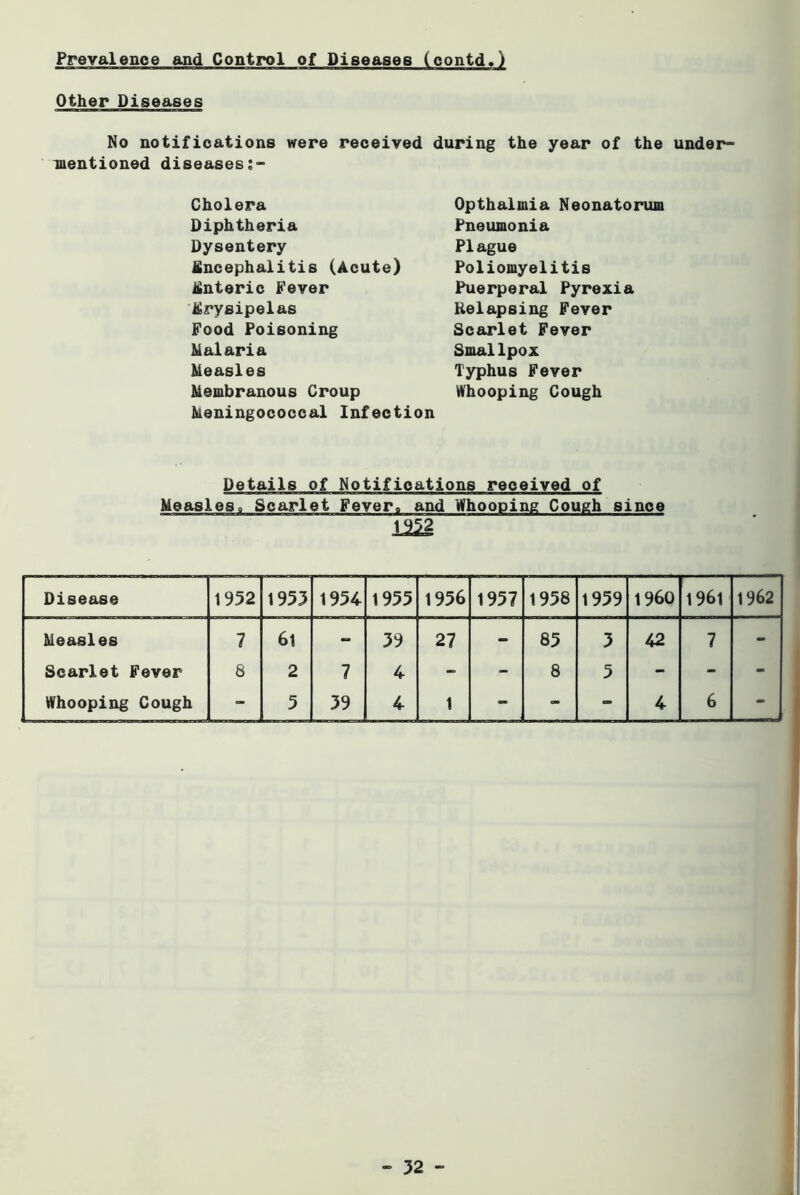 Prevalence and Control of Diseases (contd.)
Other Diseases
No notifications were received during the year of the under-
mentioned diseases:-
Cholera
Diphtheria
Dysentery
Encephalitis (Acute)
Enteric Fever
Erysipelas
Food Poisoning
Malaria
Measles
Membranous Croup
Meningococcal Infection
Opthalmia Neonatorum
Pneumonia
Plague
Poliomyelitis
Puerperal Pyrexia
Relapsing Fever
Scarlet Fever
Smallpox
Typhus Fever
Whooping Cough
Details of Notifications received of
Measles, Scarlet Fever, and Whooping Cough since
1952
Disease 1952 1953 1954 1955 1956 1957 1958 1959 1960 1961 1962
Measles 7 61 - 39 27 - 85 3 42 7 -
Scarlet Fever 8 2 7 4 - - 8 5 - - -
Whooping Cough - 5 39 4 1 - - - 4 6 -
- 32 -